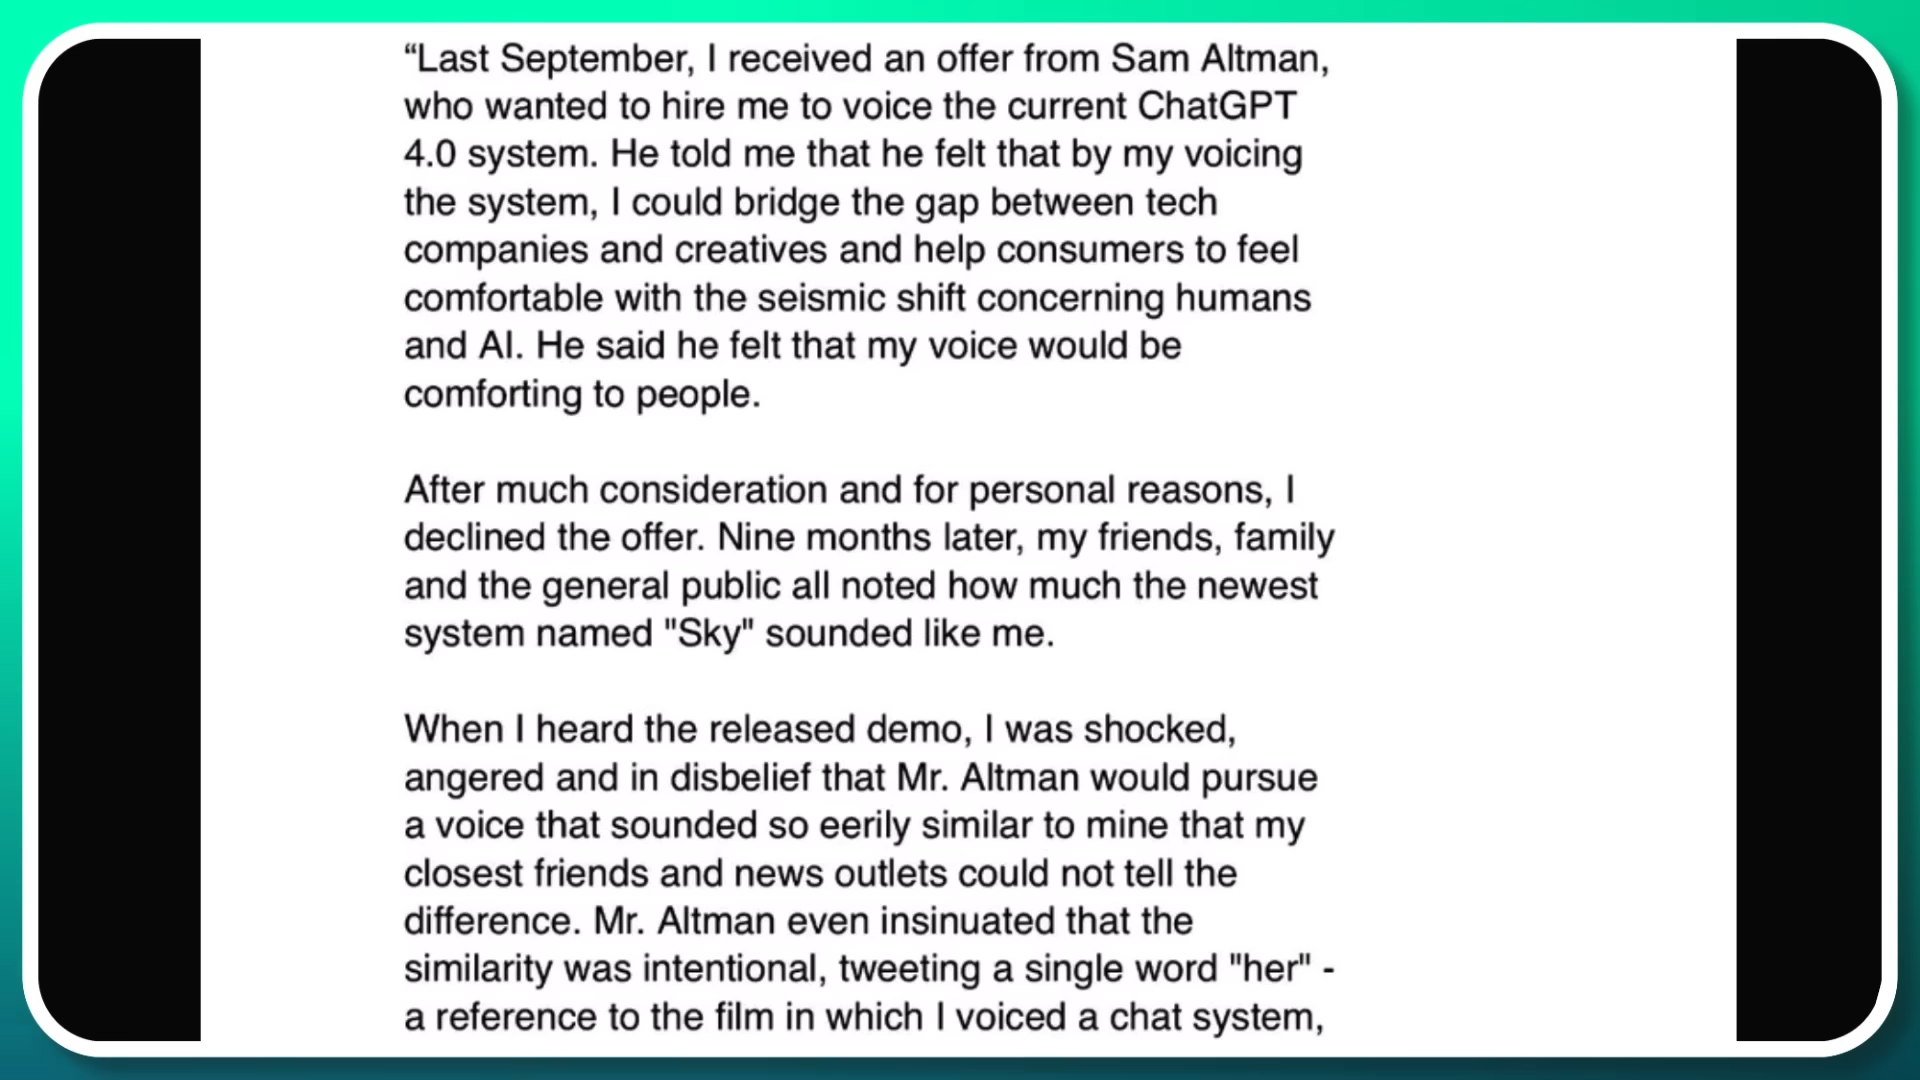 “Last September, I received an offer from Sam Altman,
who wanted to hire me to voice the current ChatGPT
4.0 system. He told me that he felt that by my voicing
the system, I could bridge the gap between tech
companies and creatives and help consumers to feel
comfortable with the seismic shift concerning humans
and AI. He said he felt that my voice would be
comforting to people.
After much consideration and for personal reasons, I
declined the offer. Nine months later, my friends, family
and the general public all noted how much the newest
system named "Sky" sounded like me.
When I heard the released demo, I was shocked,
angered and in disbelief that Mr. Altman would pursue
a voice that sounded so eerily similar to mine that my
closest friends and news outlets could not tell the
difference. Mr. Altman even insinuated that the
similarity was intentional, tweeting a single word "her" -
a reference to the film in which I voiced a chat system,